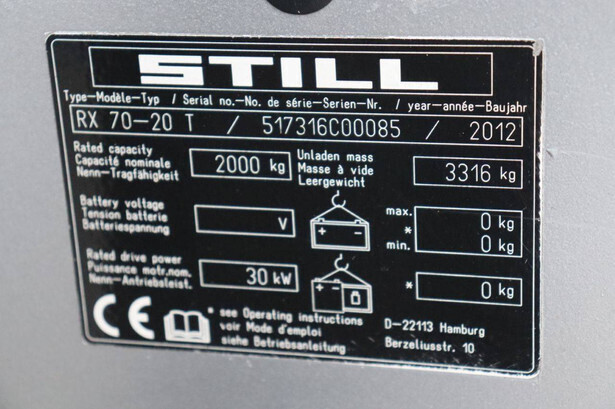 STILL
Type-Modèle-Typ / Serial no.-No. de série-Serien-Nr. / year-année-Baujahr
RX 70-20 T / 517316C00085 / 2012
Rated capacity
Capacité nominale
Nenn-Tragfähigkeit
2000 kg
Unladen mass
Masse à vide
Leergewicht
3316 kg
Battery voltage
Tension batterie
Batteriespannung
V
+ -
max.
*
min.
0 kg
0 kg
Rated drive power
Puissance motr.nom.
Nenn-Antriebsleist.
30 kW
+ -
* 0 kg
CE
* see Operating instructions
voir Mode d'emploi
siehe Betriebsanleitung
D-22113 Hamburg
Berzeliusstr. 10